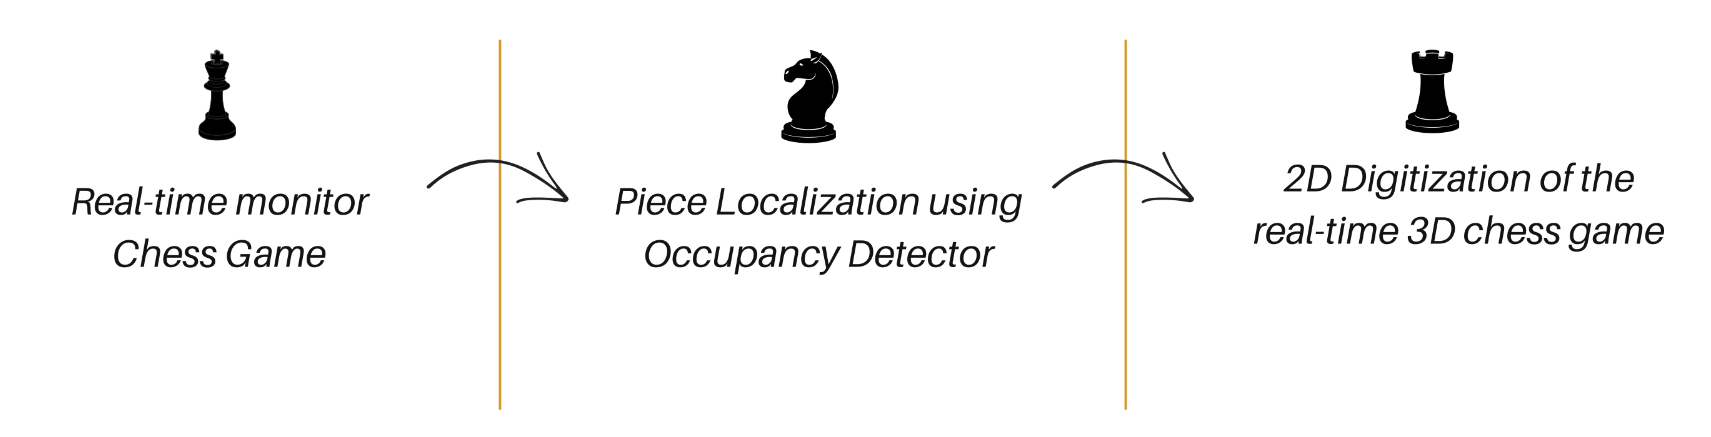 Real-time monitor
Chess Game
Piece Localization using
Occupancy Detector
2D Digitization of the
real-time 3D chess game